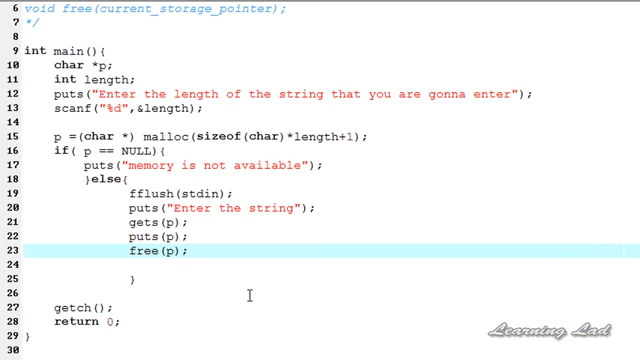 6 void free(current_storage_pointer);
7 */
8
9 int main(){
10 char *p;
11 int length;
12 puts("Enter the length of the string that you are gonna enter");
13 scanf("%d",&length);
14
15 p =(char *) malloc(sizeof(char)*length+1);
16 if( p == NULL){
17 puts("memory is not available");
18 }else{
19 fflush(stdin);
20 puts("Enter the string");
21 gets(p);
22 puts(p);
23 free(p);
24
25 }
26
27 getch();
28 return 0;
29 }
30
Learning Lad